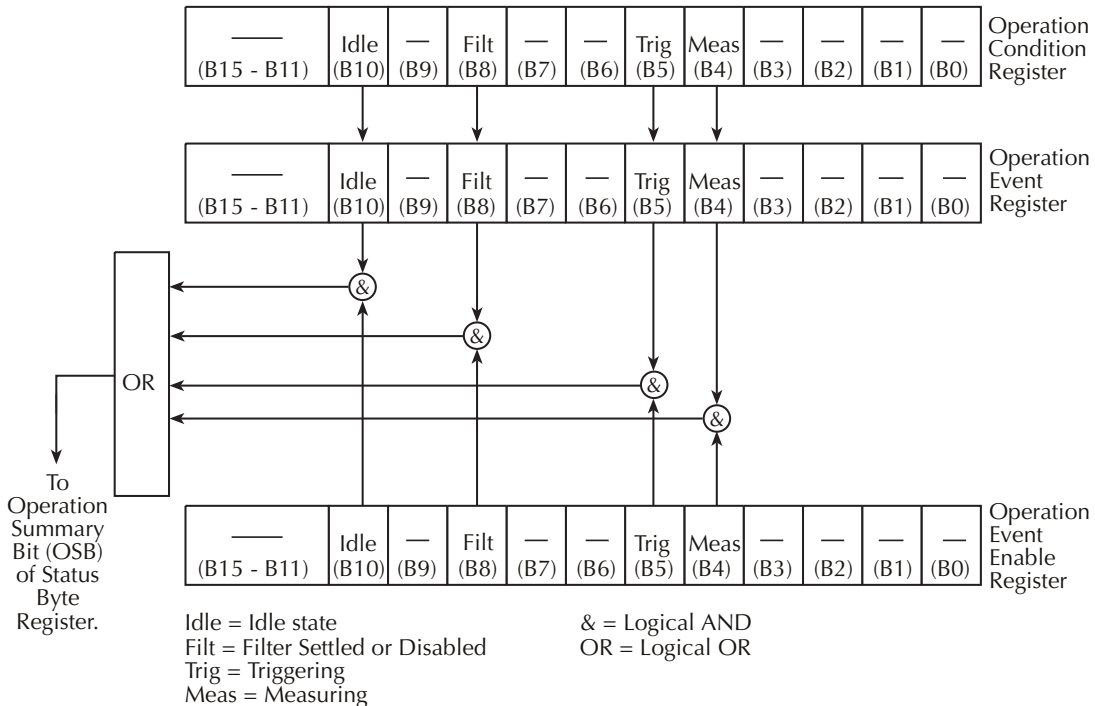 Idle — Filt — — Trig Meas — — — —
(B15 - B11) (B10) (B9) (B8) (B7) (B6) (B5) (B4) (B3) (B2) (B1) (B0)
Operation
Condition
Register
Idle — Filt — — Trig Meas — — — —
(B15 - B11) (B10) (B9) (B8) (B7) (B6) (B5) (B4) (B3) (B2) (B1) (B0)
Operation
Event
Register
&
&
OR
&
&
To
Operation
Summary
Bit (OSB)
of Status
Byte
Register.
Idle — Filt — — Trig Meas — — — —
(B15 - B11) (B10) (B9) (B8) (B7) (B6) (B5) (B4) (B3) (B2) (B1) (B0)
Operation
Event
Enable
Register
Idle = Idle state
Filt = Filter Settled or Disabled
Trig = Triggering
Meas = Measuring
& = Logical AND
OR = Logical OR